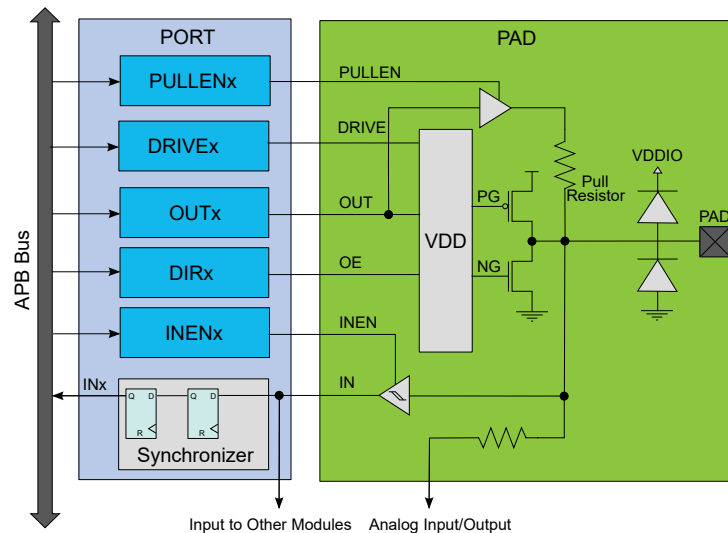 PORT
PAD
PULLENx
PULLEN
DRIVEx
DRIVE
OUTx
OUT
DIRx
OE
INENx
INEN
INx
IN
Q D
R
Q D
R
Synchronizer
APB Bus
VDD
PG
NG
Pull
Resistor
VDDIO
PAD
Input to Other Modules
Analog Input/Output